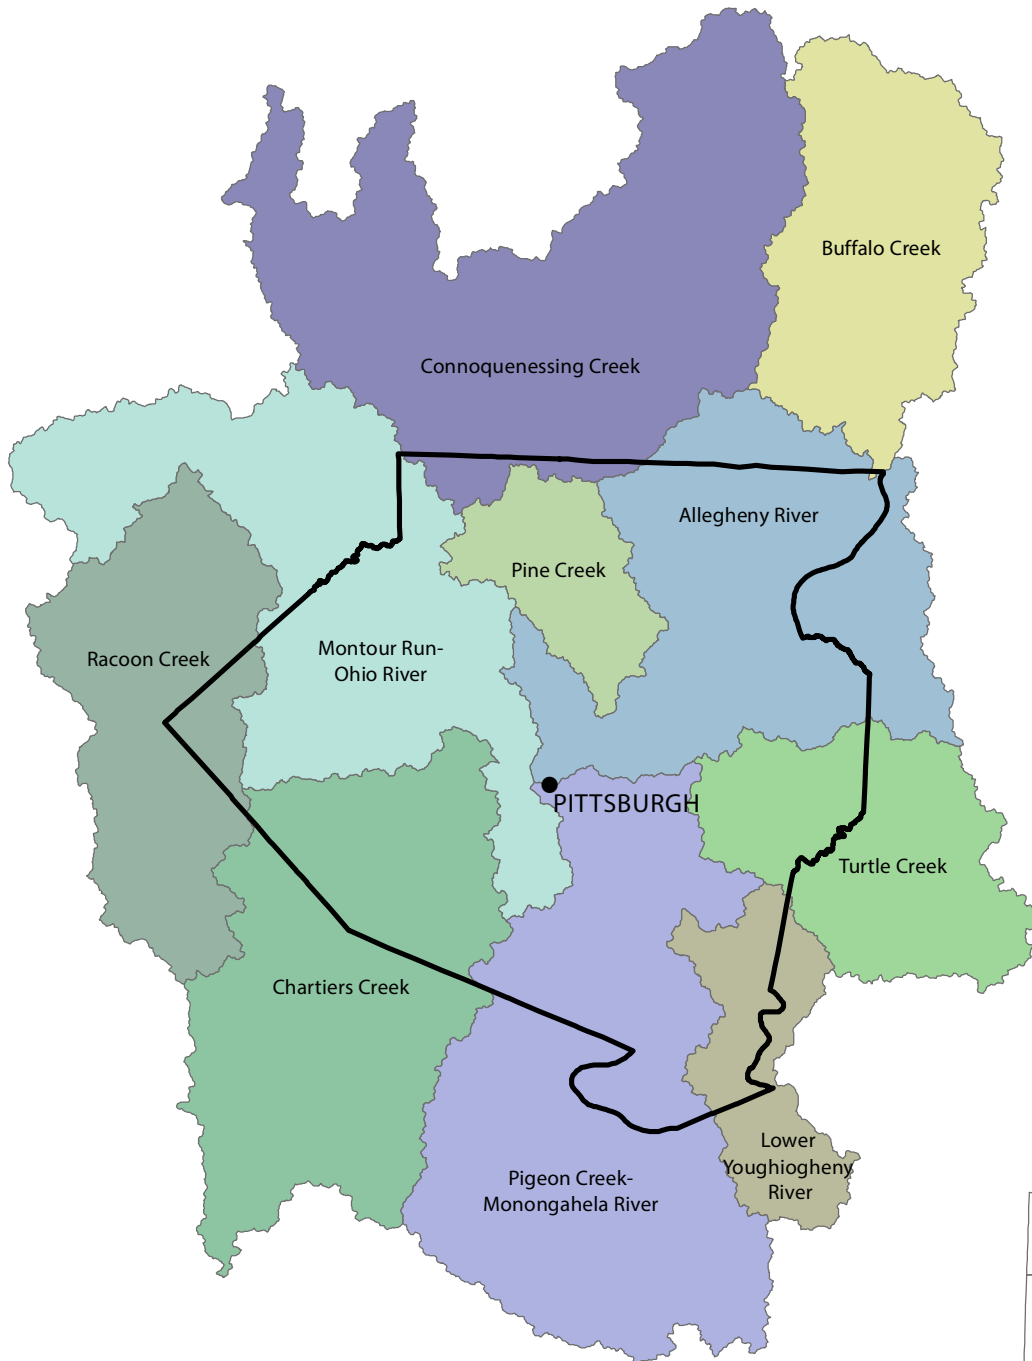 Buffalo Creek
Connoquenessing Creek
Allegheny River
Pine Creek
Racoon Creek
Montour Run-
Ohio River
PITTSBURGH
Turtle Creek
Chartiers Creek
Lower
Youghiogheny
River
Pigeon Creek-
Monongahela River